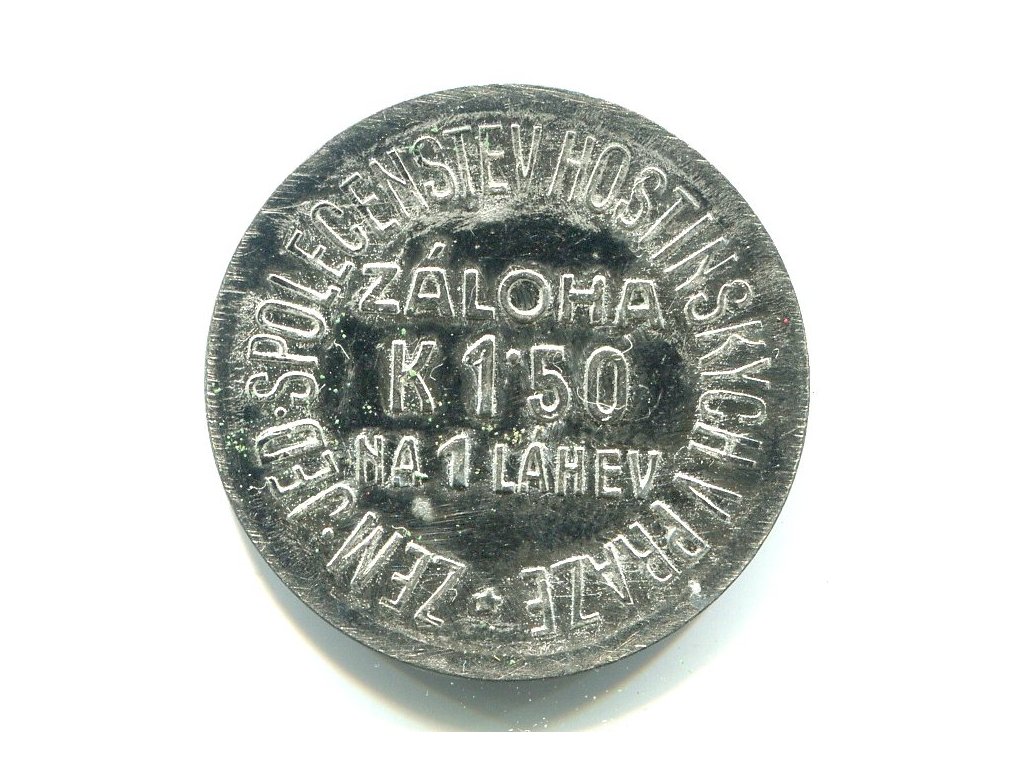 ZEM. JED. SPOLEČENSTEV HOSTINSKÝCH V PRAZE *
ZÁLOHA
K 1·50
NA 1 LÁHEV